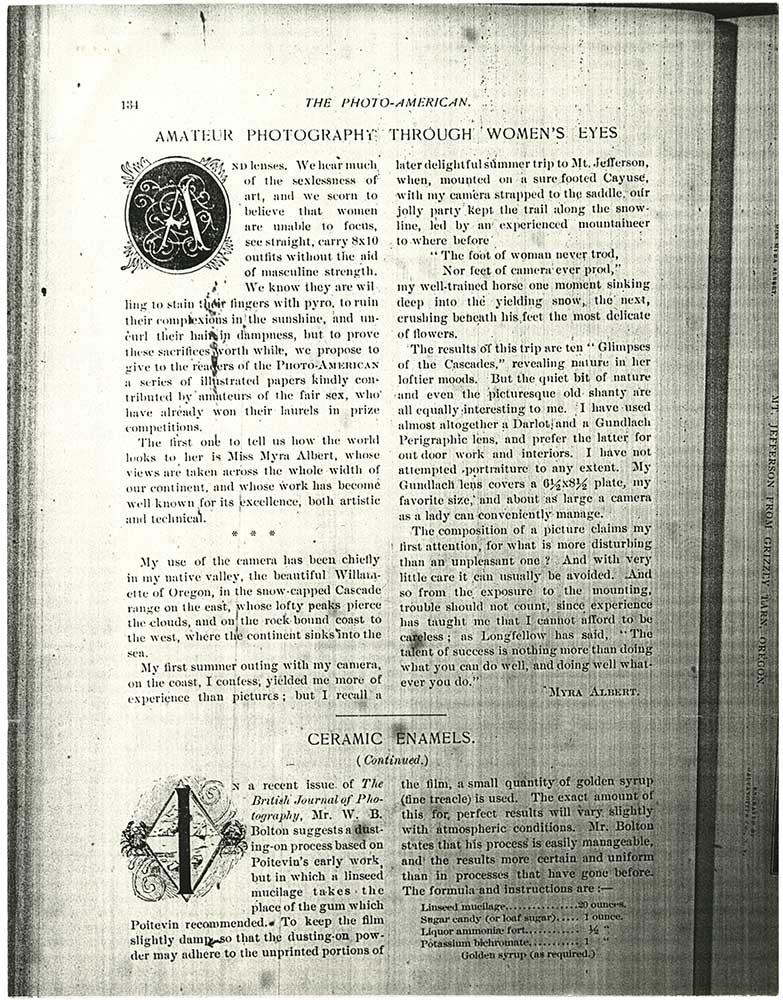 134
THE PHOTO-AMERICAN.
AMATEUR PHOTOGRAPHY THROUGH WOMEN'S EYES
AND lenses. We hear much
of the sexlessness of
art, and we scorn to
believe that women
are unable to focus,
see straight, carry 8x10
outfits without the aid
of masculine strength.
We know they are wil
ling to stain their fingers with pyro, to ruin
their complexions in the sunshine, and un-
curl their hair in dampness, but to prove
these sacrifices worth while, we propose to
give to the readers of the PHOTO-AMERICAN
a series of illustrated papers kindly con-
tributed by amateurs of the fair sex, who
have already won their laurels in prize
competitions.
The first one to tell us how the world
looks to her is Miss Myra Albert, whose
views are taken across the whole width of
our continent, and whose work has become
well known for its excellence, both artistic
and technical.
* * *
My use of the camera has been chiefly
in my native valley, the beautiful Willam-
ette of Oregon, in the snow-capped Cascade
range on the east, whose lofty peaks pierce
the clouds, and on the rock bound coast to
the west, where the continent sinks into the
sea.
My first summer outing with my camera,
on the coast, I confess, yielded me more of
experience than pictures; but I recall a
later delightful summer trip to Mt. Jefferson,
when, mounted on a sure footed Cayuse,
with my camera strapped to the saddle, our
jolly party kept the trail along the snow-
line, led by an experienced mountaineer
to where before
"The foot of woman never trod,
Nor feet of camera ever prod,"
my well-trained horse one moment sinking
deep into the yielding snow, the next,
crushing beneath his feet the most delicate
of flowers.
The results of this trip are ten "Glimpses
of the Cascades," revealing nature in her
loftier moods. But the quiet bit of nature
and even the picturesque old shanty are
all equally interesting to me. I have used
almost altogether a Darlot and a Gundlach
Perigraphic lens, and prefer the latter for
out door work and interiors. I have not
attempted portraiture to any extent. My
Gundlach lens covers a 6½x8½ plate, my
favorite size, and about as large a camera
as a lady can conveniently manage.
The composition of a picture claims my
first attention, for what is more disturbing
than an unpleasant one? And with very
little care it can usually be avoided. And
so from the exposure to the mounting,
trouble should not count, since experience
has taught me that I cannot afford to be
careless; as Longfellow has said, "The
talent of success is nothing more than doing
what you can do well, and doing well what-
ever you do."
MYRA ALBERT.
CERAMIC ENAMELS.
(Continued.)
IN a recent issue of The
British Journal of Pho-
tography, Mr. W. B.
Bolton suggests a dust-
ing-on process based on
Poitevin's early work,
but in which a linseed
mucilage takes the
place of the gum which
Poitevin recommended. To keep the film
slightly damp so that the dusting-on pow-
der may adhere to the unprinted portions of
the film, a small quantity of golden syrup
(fine treacle) is used. The exact amount of
this for perfect results will vary slightly
with atmospheric conditions. Mr. Bolton
states that his process is easily manageable,
and the results more certain and uniform
than in processes that have gone before.
The formula and instructions are :—
Linseed mucilage................20 ounces.
Sugar candy (or loaf sugar)..... 1 ounce.
Liquor ammoniæ fort............ ½ "
Potassium bichromate........... 1 "
Golden syrup (as required.)
MT. JEFFERSON FROM GRIZZLY TARN, OREGON